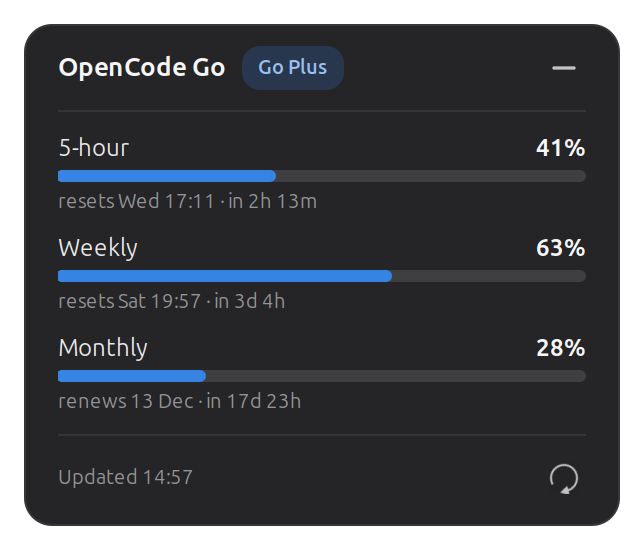 OpenCode Go Go Plus
5-hour 41%
resets Wed 17:11 · in 2h 13m
Weekly 63%
resets Sat 19:57 · in 3d 4h
Monthly 28%
renews 13 Dec · in 17d 23h
Updated 14:57